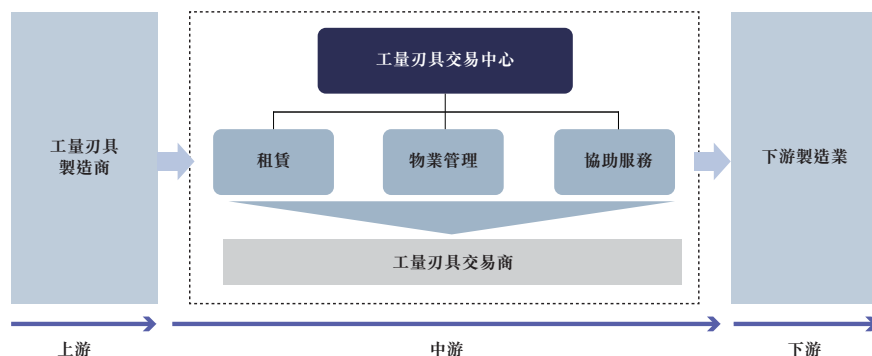 工量刃具交易中心
工量刃具
製造商
租賃
物業管理
協助服務
下游製造業
工量刃具交易商
上游
中游
下游